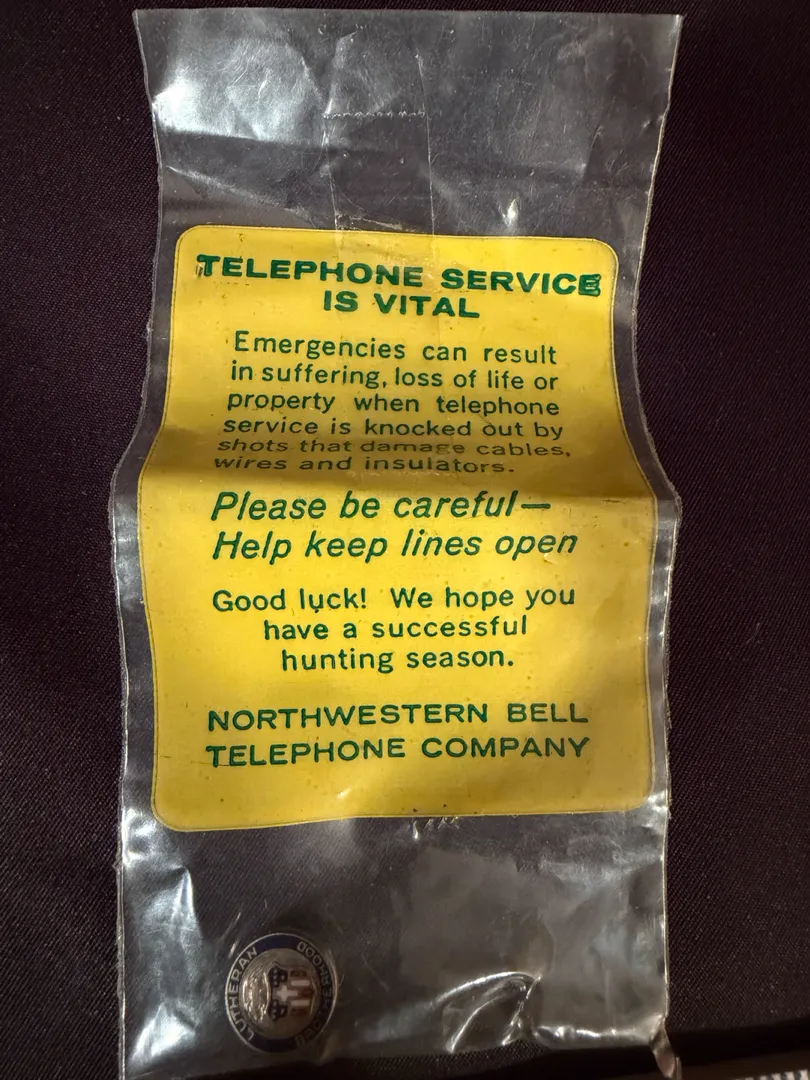 TELEPHONE SERVICE
IS VITAL
Emergencies can result
in suffering, loss of life or
property when telephone
service is knocked out by
shots that damage cables,
wires and insulators.
Please be careful—
Help keep lines open
Good luck! We hope you
have a successful
hunting season.
NORTHWESTERN BELL
TELEPHONE COMPANY
LUTHERAN